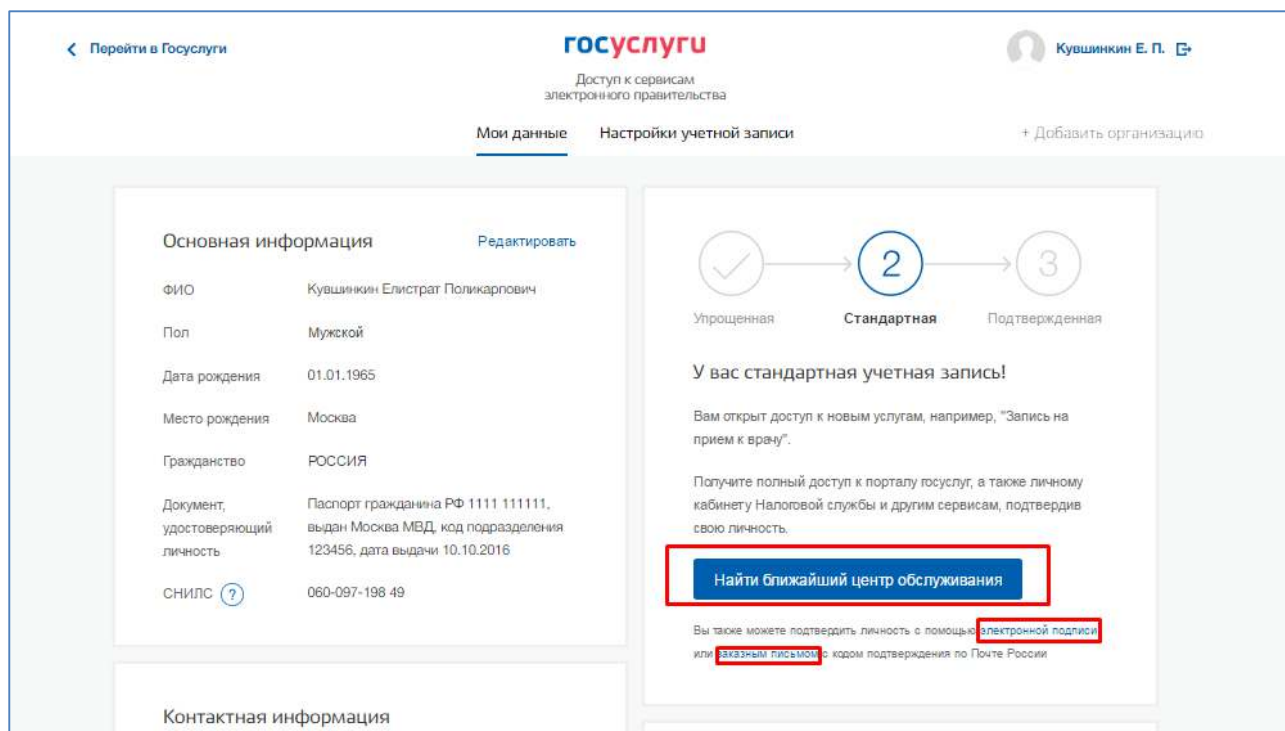 Перейти в Госуслуги
госуслуги
Кувшинкин Е. П.
Доступ к сервисам
электронного правительства
Мои данные
Настройки учетной записи
+ Добавить организацию
Основная информация
Редактировать
ФИО
Кувшинкин Елистрат Поликарпович
Пол
Мужской
Дата рождения
01.01.1965
Место рождения
Москва
Гражданство
РОССИЯ
Документ,
удостоверяющий
личность
Паспорт гражданина РФ 1111 111111,
выдан Москва МВД, код подразделения
123456, дата выдачи 10.10.2016
СНИЛС ?
060-097-198 49
Контактная информация
2
3
Упрощенная
Стандартная
Подтвержденная
У вас стандартная учетная запись!
Вам открыт доступ к новым услугам, например, "Запись на
прием к врачу".
Получите полный доступ к порталу госуслуг, а также личному
кабинету Налоговой службы и другим сервисам, подтвердив
свою личность.
Найти ближайший центр обслуживания
Вы также можете подтвердить личность с помощью электронной подписи
или заказным письмом с кодом подтверждения по Почте России